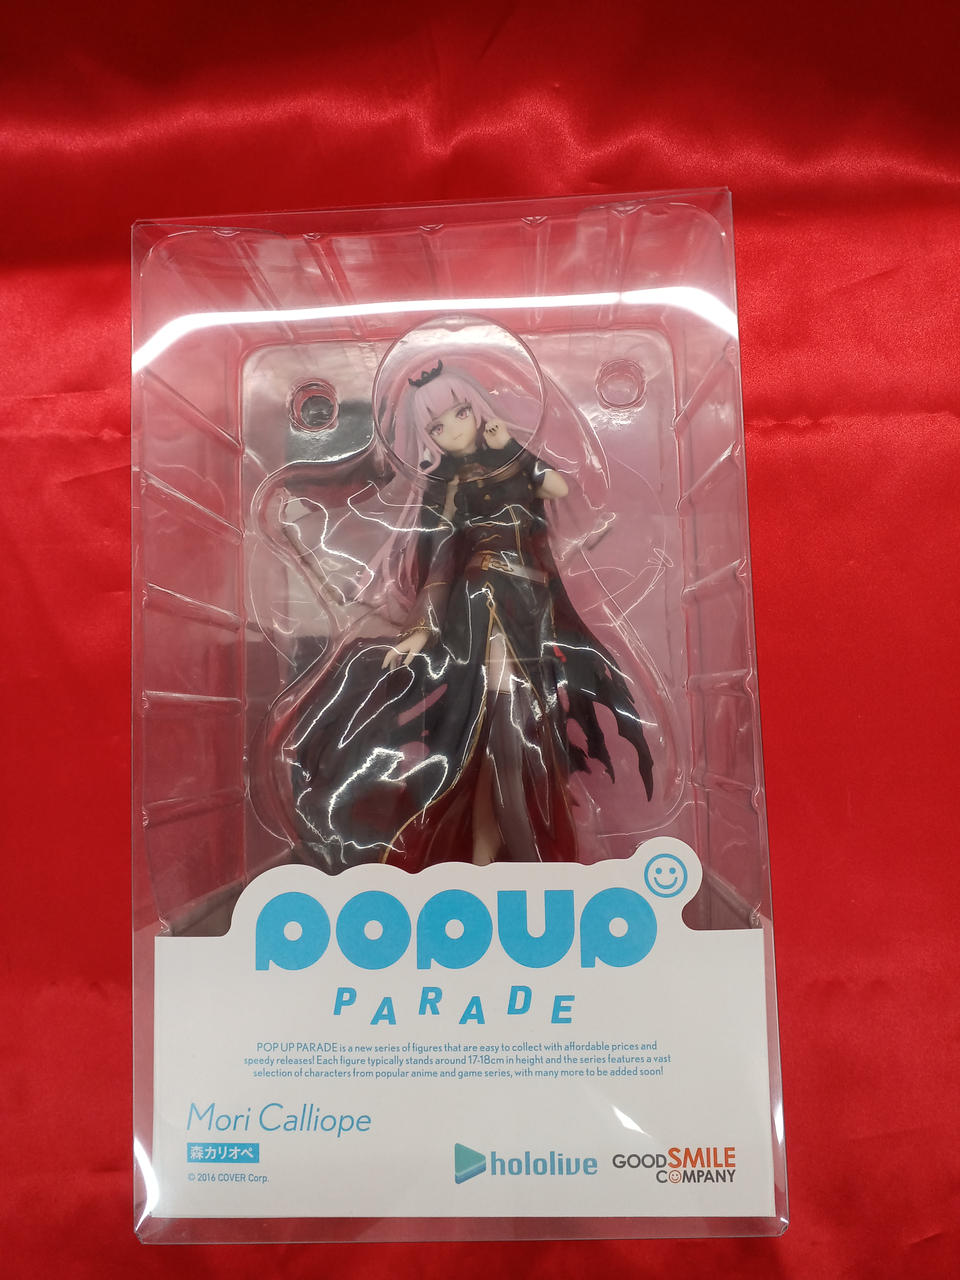 POPUP
PARADE
POP UP PARADE is a new series of figures that are easy to collect with affordable prices and
speedy releases! Each figure typically stands around 17-18cm in height and the series features a vast
selection of characters from popular anime and game series, with many more to be added soon!
Mori Calliope
森カリオペ
© 2016 COVER Corp.
hololive
GOOD SMILE
COMPANY